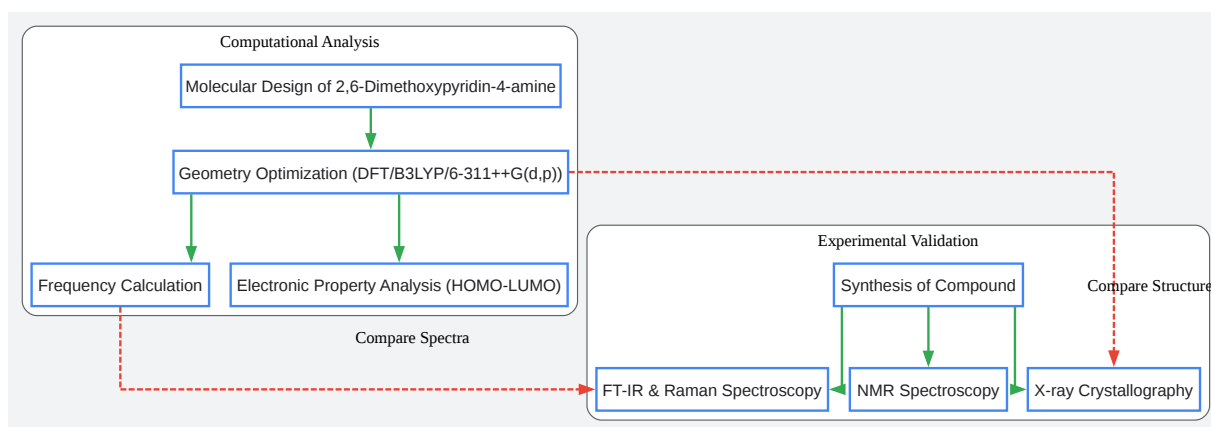 Computational Analysis
Molecular Design of 2,6-Dimethoxypyridin-4-amine
Geometry Optimization (DFT/B3LYP/6-311++G(d,p))
Frequency Calculation
Electronic Property Analysis (HOMO-LUMO)
Compare Spectra
Experimental Validation
Synthesis of Compound
Compare Structure
FT-IR & Raman Spectroscopy
NMR Spectroscopy
X-ray Crystallography